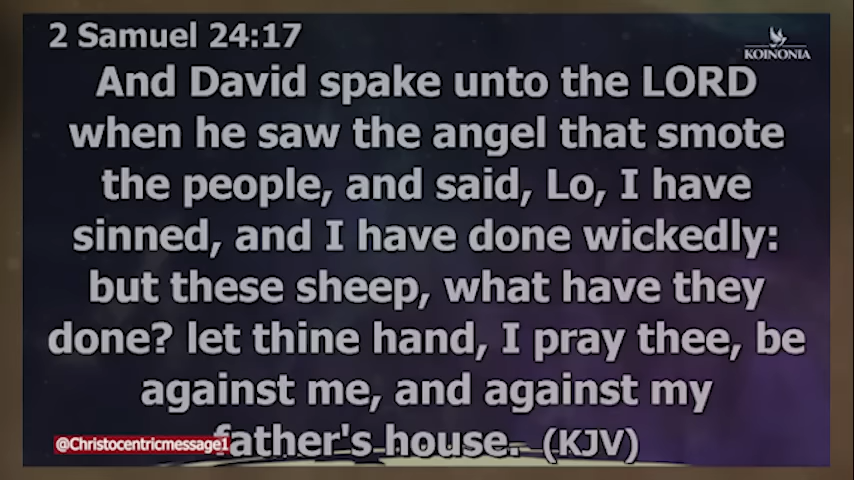 2 Samuel 24:17
KOINONIA
And David spake unto the LORD
when he saw the angel that smote
the people, and said, Lo, I have
sinned, and I have done wickedly:
but these sheep, what have they
done? let thine hand, I pray thee, be
against me, and against my
father's house. (KJV)
@Christocentricmessage1